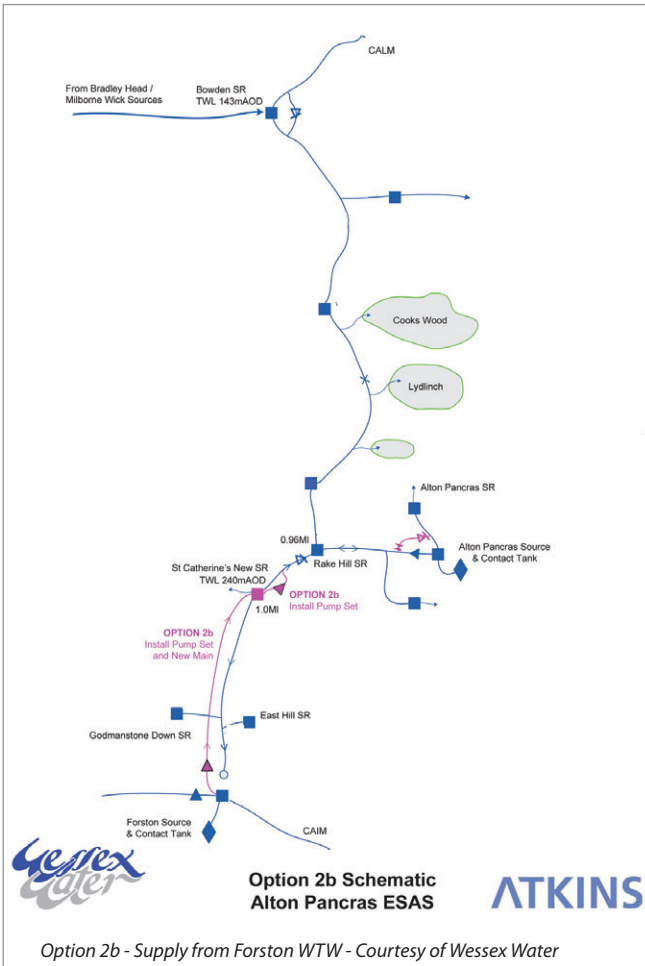 CALM
From Bradley Head /
Milborne Wick Sources
Bowden SR
TWL 143mAOD
Cooks Wood
Lydlinch
Alton Pancras SR
0.96Ml
Rake Hill SR
Alton Pancras Source
& Contact Tank
St Catherine's New SR
TWL 240mAOD
1.0Ml
OPTION 2b
Install Pump Set
OPTION 2b
Install Pump Set
and New Main
East Hill SR
Godmanstone Down SR
Forston Source
& Contact Tank
CAIM
Wessex
Water
Option 2b Schematic
Alton Pancras ESAS
ATKINS
Option 2b - Supply from Forston WTW - Courtesy of Wessex Water